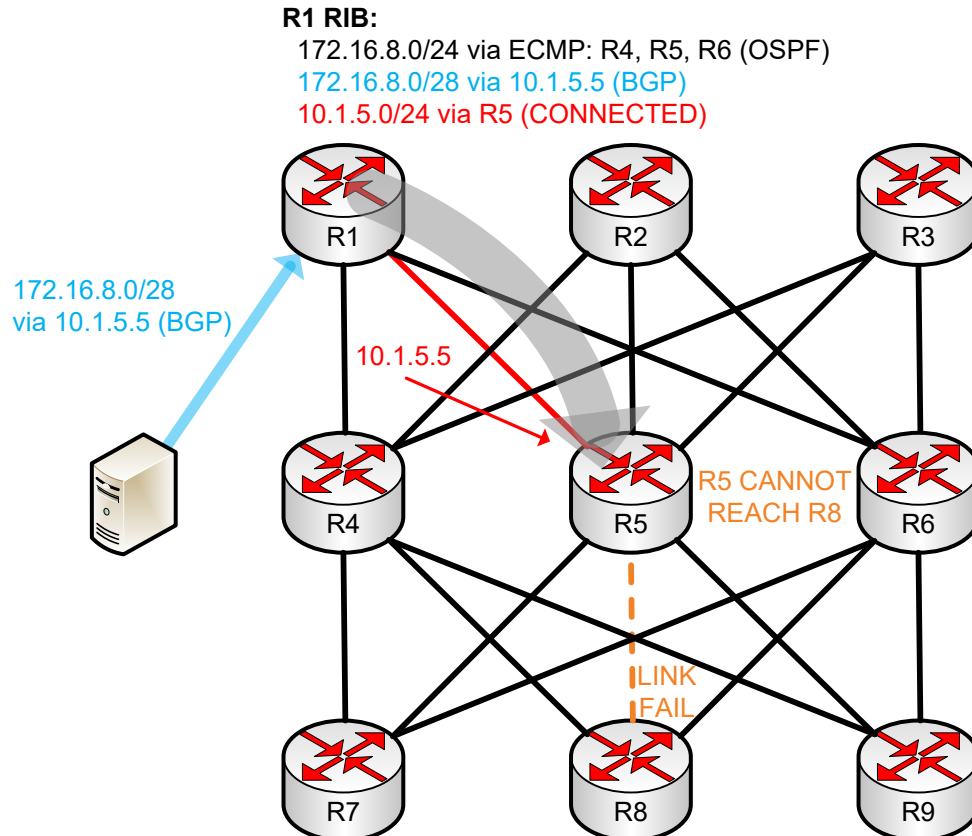 R1 RIB:
172.16.8.0/24 via ECMP: R4, R5, R6 (OSPF)
172.16.8.0/28 via 10.1.5.5 (BGP)
10.1.5.0/24 via R5 (CONNECTED)
R1
R2
R3
172.16.8.0/28
via 10.1.5.5 (BGP)
10.1.5.5
R4
R5
R5 CANNOT
REACH R8
R6
LINK
FAIL
R7
R8
R9